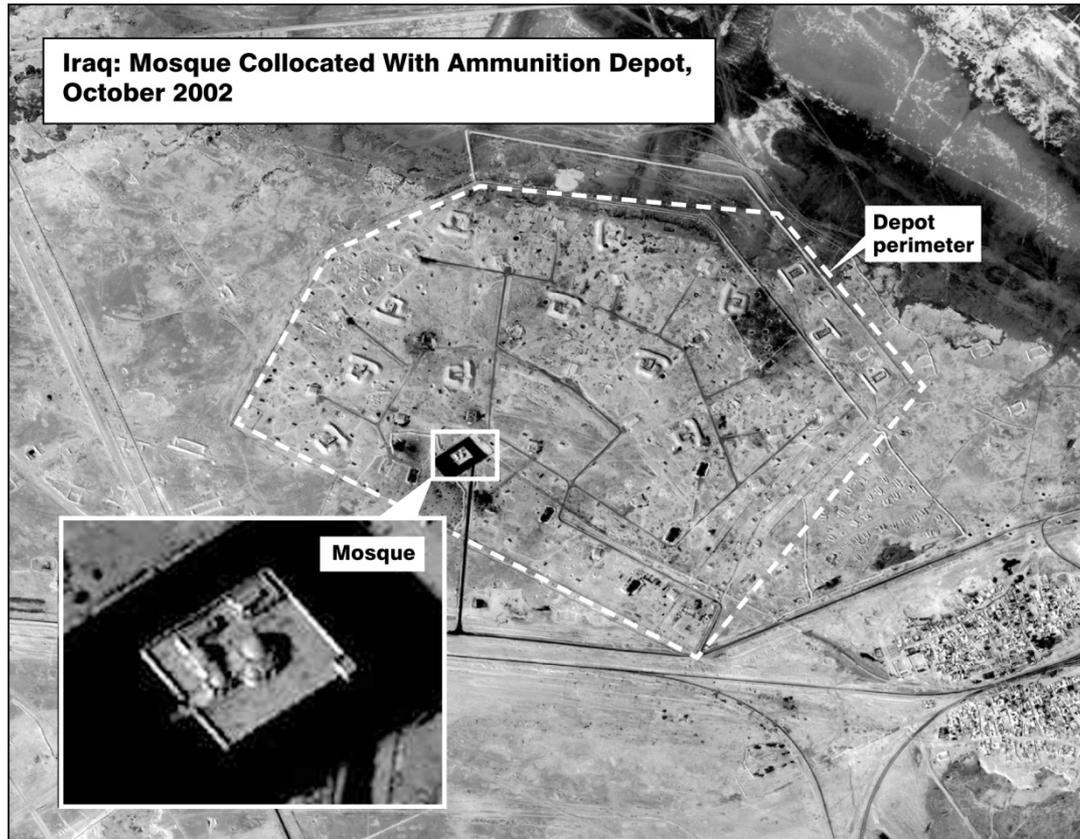 Iraq: Mosque Collocated With Ammunition Depot,
October 2002
Depot
perimeter
Mosque